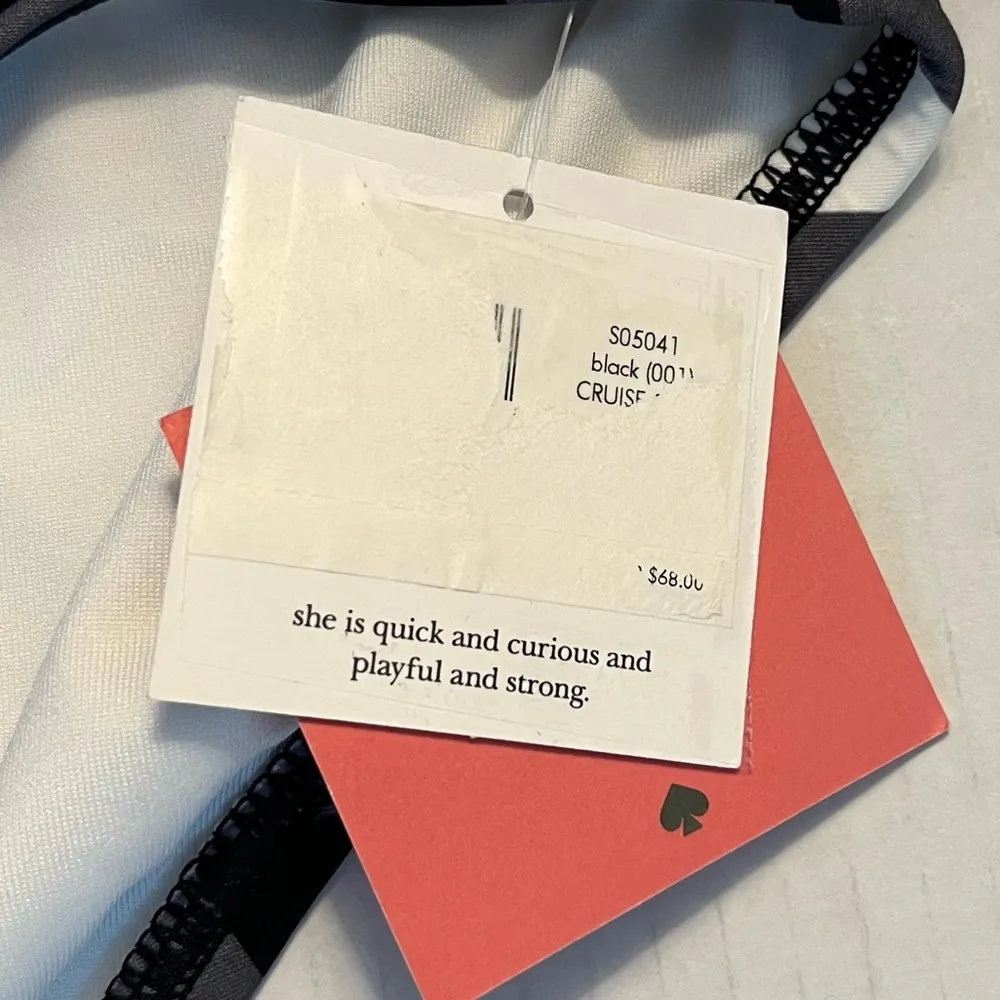 S05041
black (001)
CRUISE
$68.00
she is quick and curious and
playful and strong.